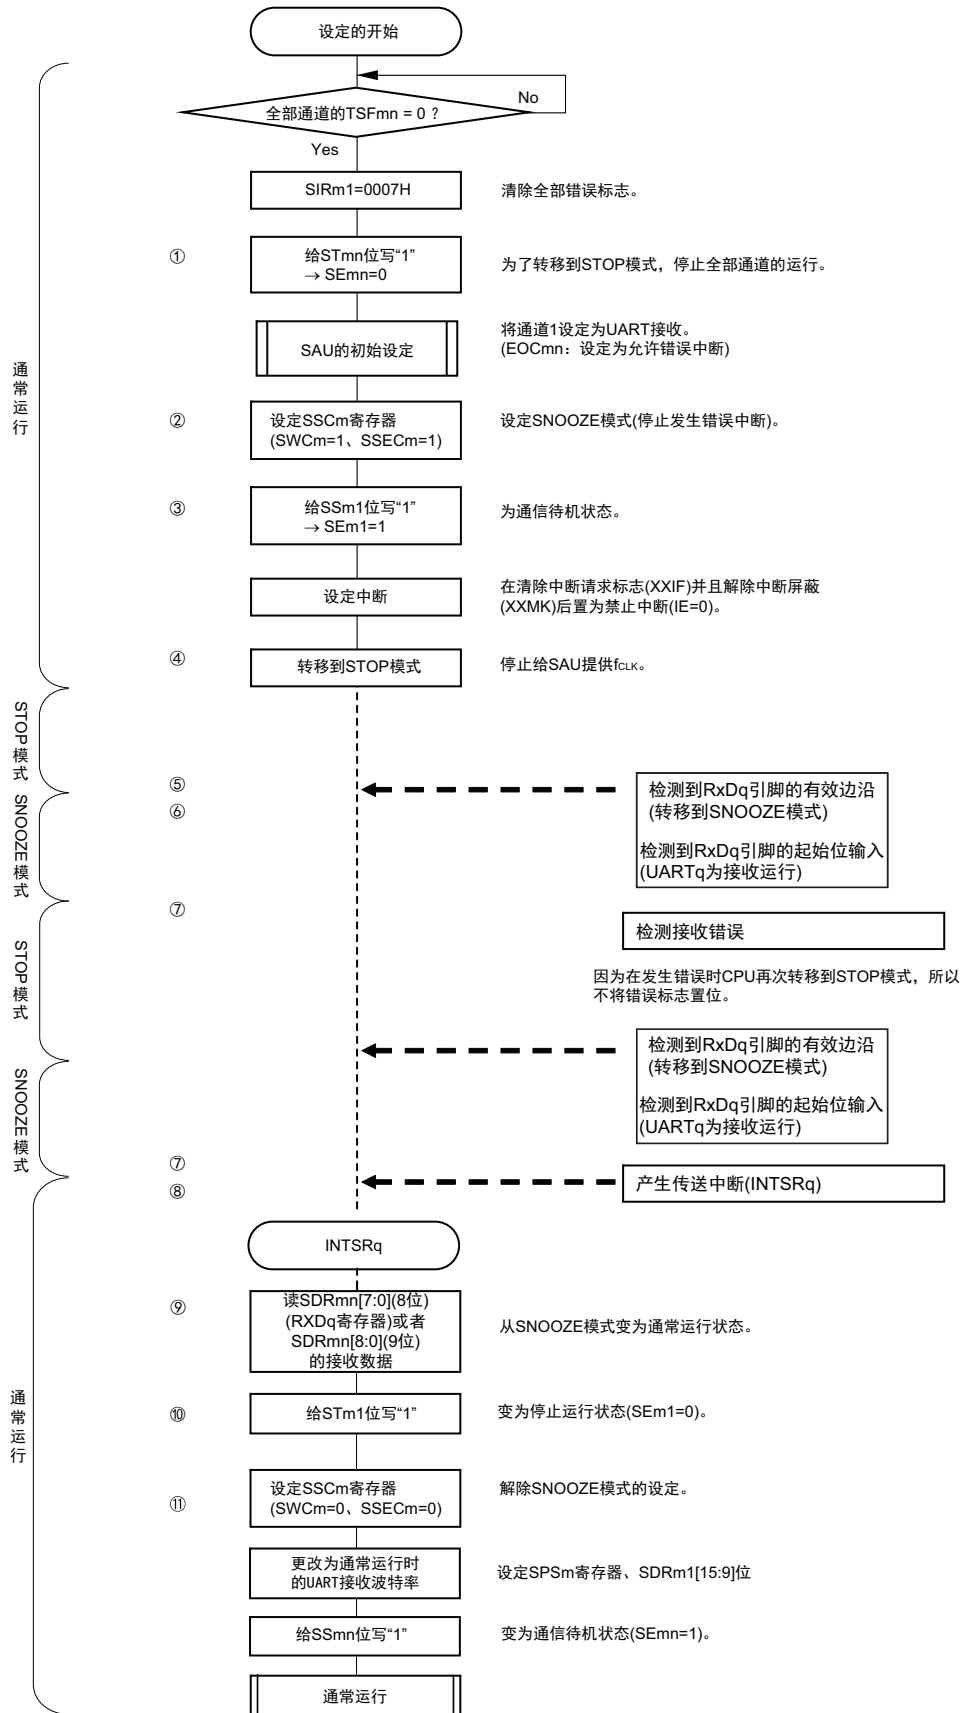 设定的开始
全部通道的TSFmn = 0 ?
No
Yes
SIRm1=0007H
清除全部错误标志。
①
给STmn位写“1”
→ SEmn=0
为了转移到STOP模式，停止全部通道的运行。
SAU的初始设定
将通道1设定为UART接收。
(EOCmn：设定为允许错误中断)
通常运行
②
设定SSCm寄存器
(SWCm=1、SSECm=1)
设定SNOOZE模式(停止发生错误中断)。
③
给SSm1位写“1”
→ SEm1=1
为通信待机状态。
设定中断
在清除中断请求标志(XXIF)并且解除中断屏蔽
(XXMK)后置为禁止中断(IE=0)。
④
转移到STOP模式
停止给SAU提供fCLK。
STOP模式
⑤
检测到RxDq引脚的有效边沿
(转移到SNOOZE模式)
SNOOZE模式
⑥
检测到RxDq引脚的起始位输入
(UARTq为接收运行)
⑦
检测接收错误
STOP模式
因为在发生错误时CPU再次转移到STOP模式，所以
不将错误标志置位。
检测到RxDq引脚的有效边沿
(转移到SNOOZE模式)
SNOOZE模式
检测到RxDq引脚的起始位输入
(UARTq为接收运行)
⑦
⑧
产生传送中断(INTSRq)
INTSRq
⑨
读SDRmn[7:0](8位)
(RXDq寄存器)或者
SDRmn[8:0](9位)
的接收数据
从SNOOZE模式变为通常运行状态。
通常运行
⑩
给STm1位写“1”
变为停止运行状态(SEm1=0)。
⑪
设定SSCm寄存器
(SWCm=0、SSECm=0)
解除SNOOZE模式的设定。
更改为通常运行时
的UART接收波特率
设定SPSm寄存器、SDRm1[15:9]位
给SSmn位写“1”
变为通信待机状态(SEmn=1)。
通常运行